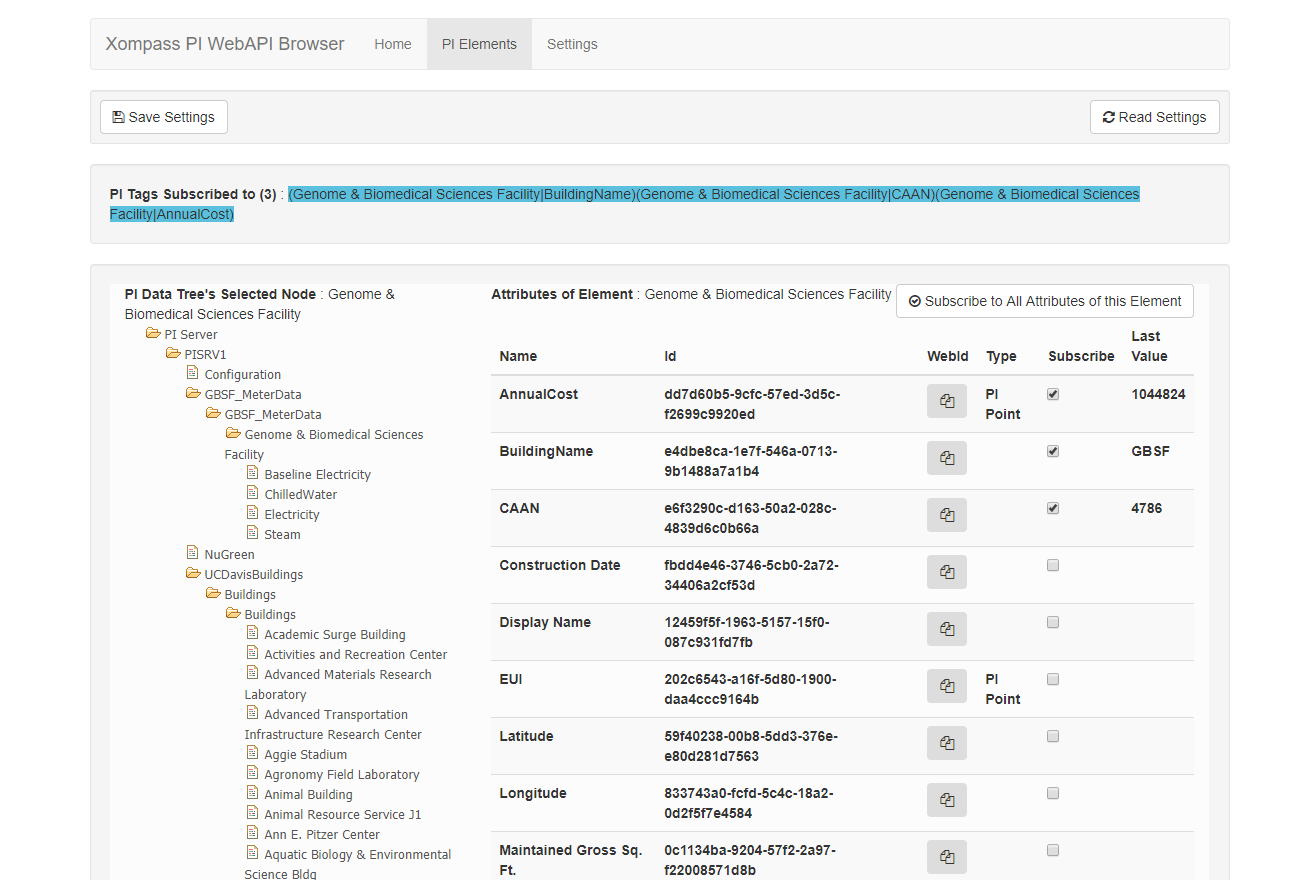 Xompass PI WebAPI Browser Home PI Elements Settings
Save Settings Read Settings
PI Tags Subscribed to (3) : (Genome & Biomedical Sciences Facility|BuildingName)(Genome & Biomedical Sciences Facility|CAAN)(Genome & Biomedical Sciences
Facility|AnnualCost)
PI Data Tree's Selected Node : Genome &
Biomedical Sciences Facility
PI Server
PISRV1
Configuration
GBSF_MeterData
GBSF_MeterData
Genome & Biomedical Sciences
Facility
Baseline Electricity
ChilledWater
Electricity
Steam
NuGreen
UCDavisBuildings
Buildings
Buildings
Academic Surge Building
Activities and Recreation Center
Advanced Materials Research
Laboratory
Advanced Transportation
Infrastructure Research Center
Aggie Stadium
Agronomy Field Laboratory
Animal Building
Animal Resource Service J1
Ann E. Pitzer Center
Aquatic Biology & Environmental
Science Bldg
Attributes of Element : Genome & Biomedical Sciences Facility
Subscribe to All Attributes of this Element
Name Id WebId Type Subscribe Last
Value
AnnualCost dd7d60b5-9cfc-57ed-3d5c- PI 1044824
f2699c9920ed Point
BuildingName e4dbe8ca-1e7f-546a-0713- GBSF
9b1488a7a1b4
CAAN e6f3290c-d163-50a2-028c- 4786
4839d6c0b66a
Construction Date fbdd4e46-3746-5cb0-2a72-
34406a2cf53d
Display Name 12459f5f-1963-5157-15f0-
087c931fd7fb
EUI 202c6543-a16f-5d80-1900- PI
daa4ccc9164b Point
Latitude 59f40238-00b8-5dd3-376e-
e80d281d7563
Longitude 833743a0-fcfd-5c4c-18a2-
0d2f5f7e4584
Maintained Gross Sq. 0c1134ba-9204-57f2-2a97-
Ft. f22008571d8b